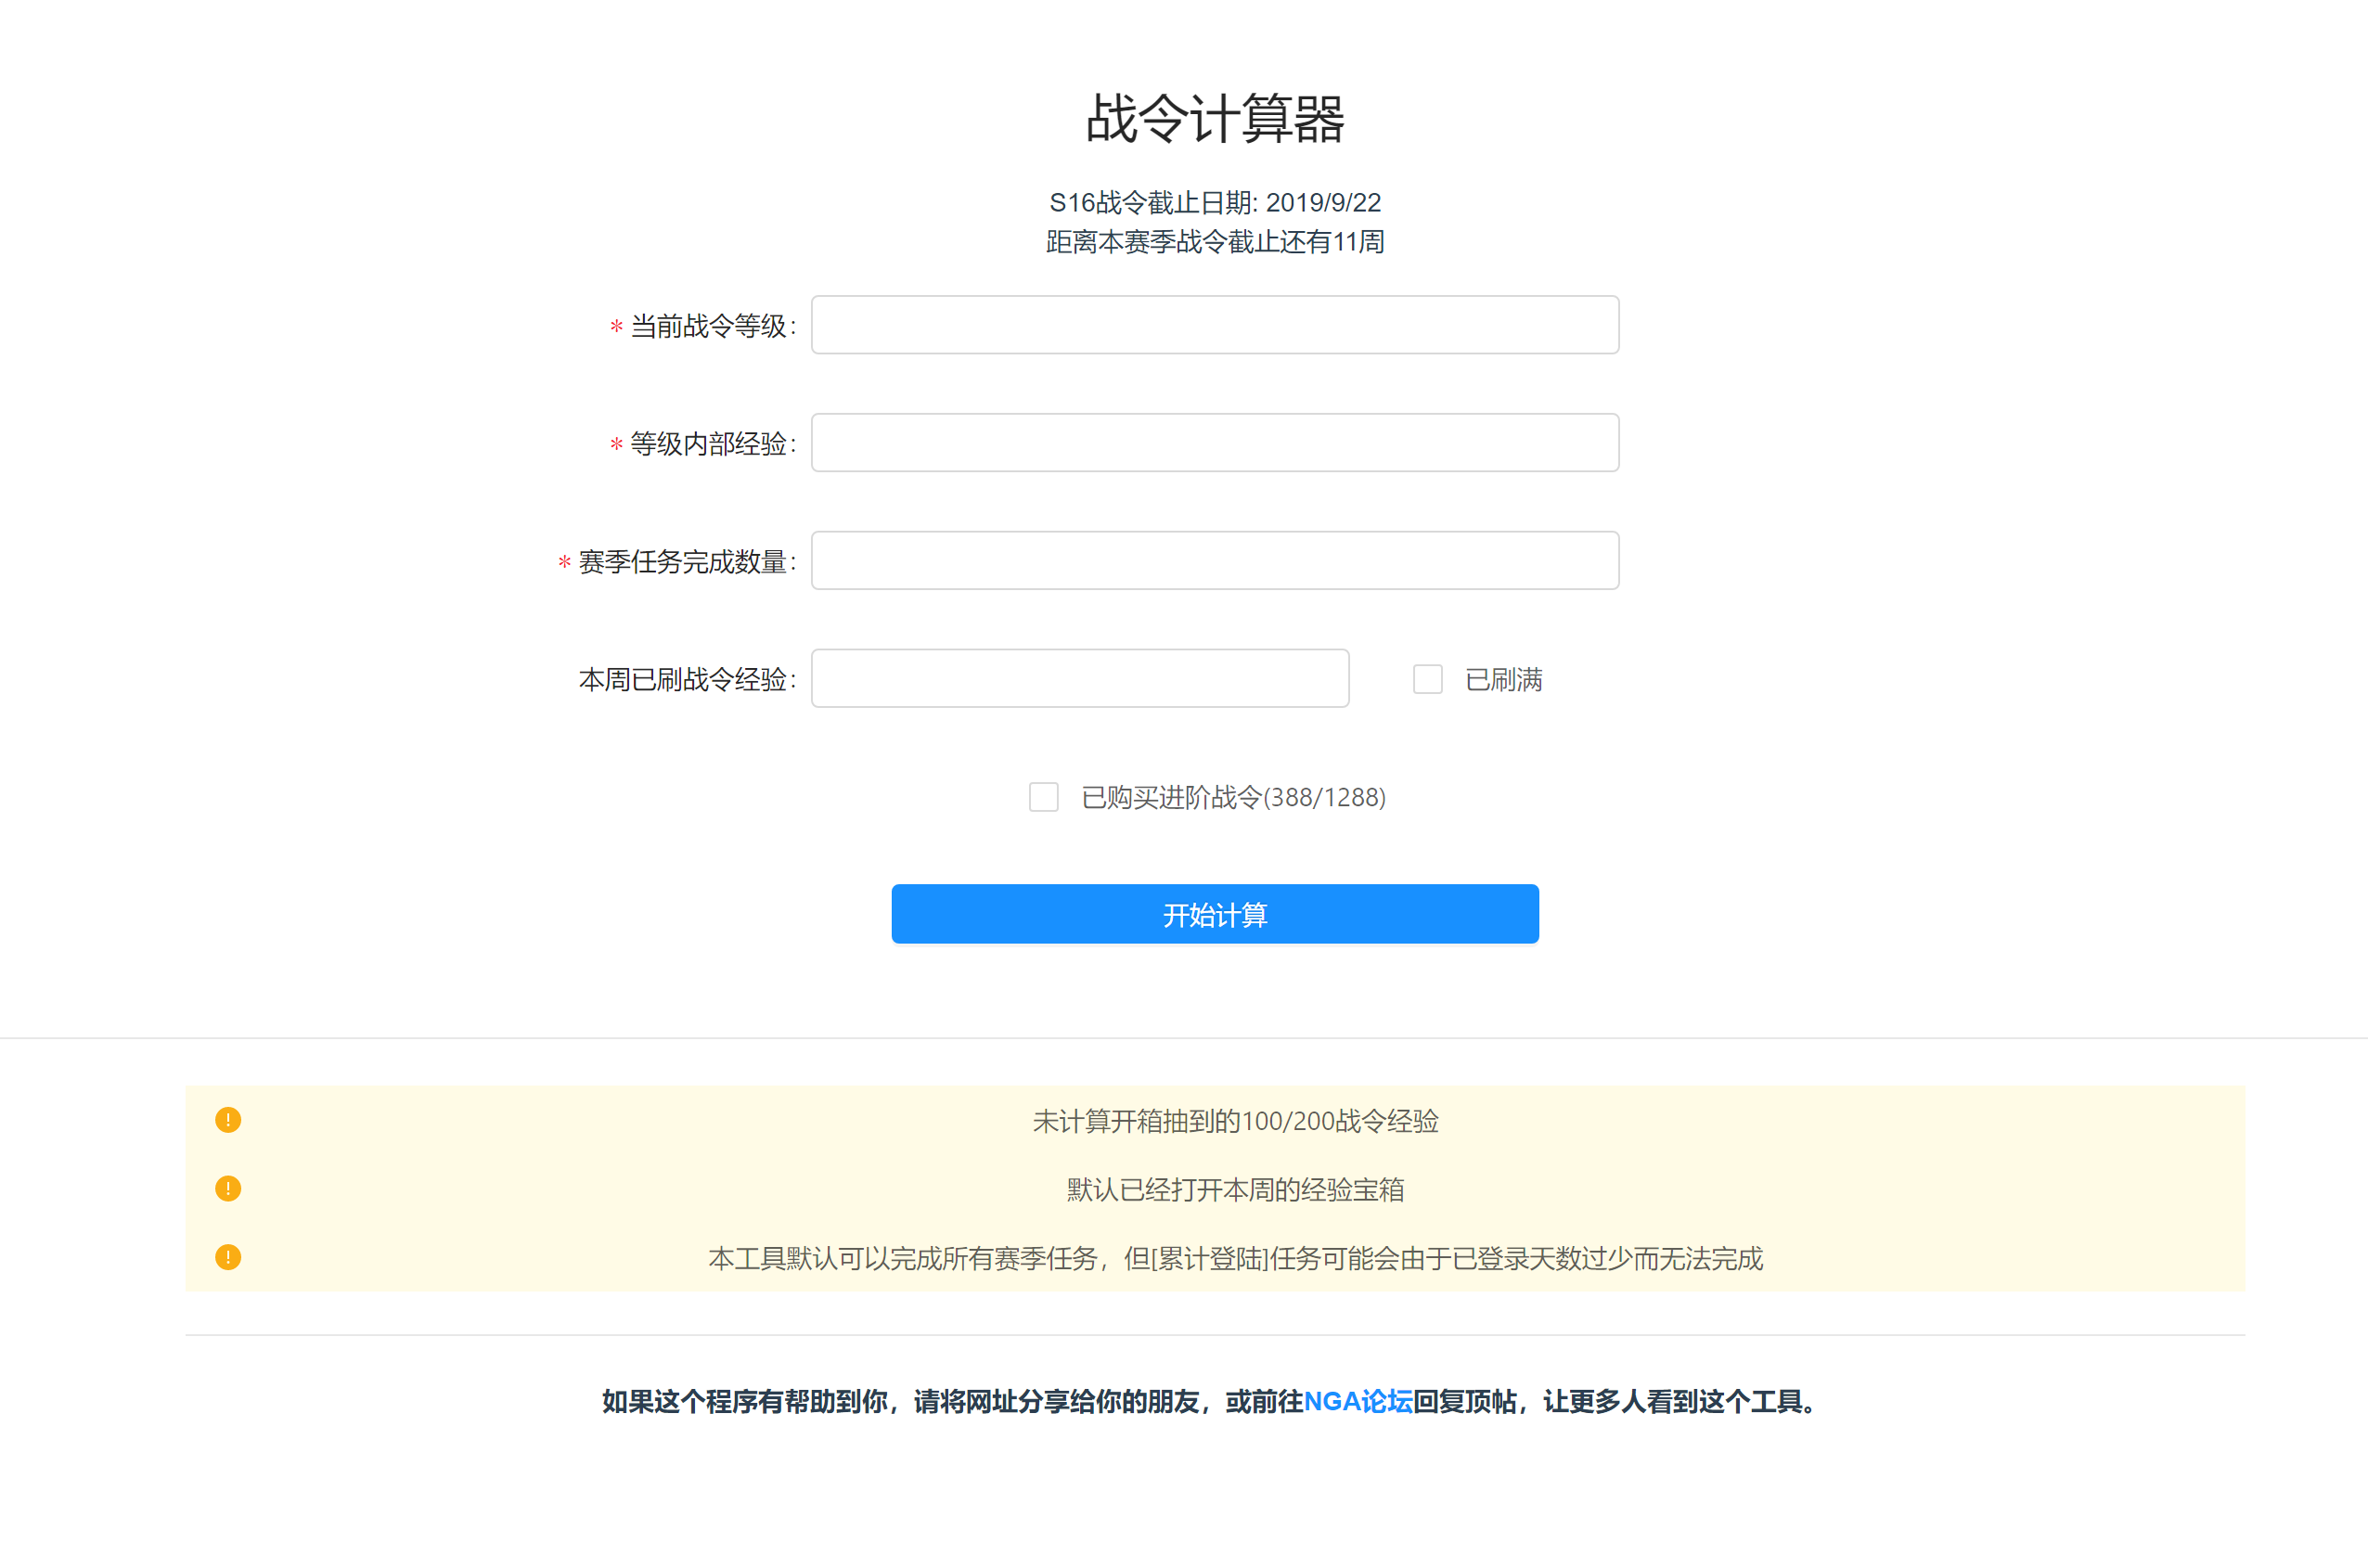 战令计算器
S16战令截止日期: 2019/9/22
距离本赛季战令截止还有11周
* 当前战令等级:
* 等级内部经验:
* 赛季任务完成数量:
本周已刷战令经验:
已刷满
已购买进阶战令(388/1288)
开始计算
未计算开箱抽到的100/200战令经验
默认已经打开本周的经验宝箱
本工具默认可以完成所有赛季任务，但[累计登陆]任务可能会由于已登录天数过少而无法完成
如果这个程序有帮助到你，请将网址分享给你的朋友，或前往NGA论坛回复顶帖，让更多人看到这个工具。